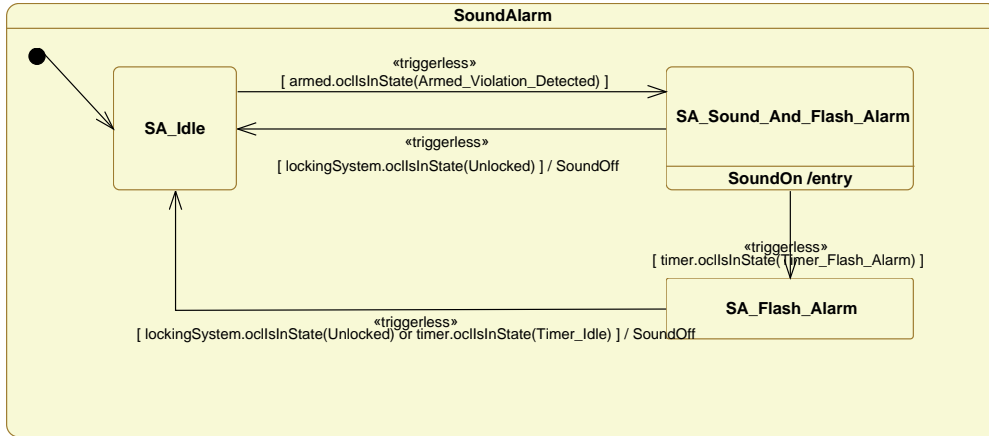 SoundAlarm
«triggerless»
[ armed.oclIsInState(Armed_Violation_Detected) ]
SA_Idle
SA_Sound_And_Flash_Alarm
«triggerless»
[ lockingSystem.oclIsInState(Unlocked) ] / SoundOff
SoundOn /entry
«triggerless»
[ timer.oclIsInState(Timer_Flash_Alarm) ]
SA_Flash_Alarm
«triggerless»
[ lockingSystem.oclIsInState(Unlocked) or timer.oclIsInState(Timer_Idle) ] / SoundOff